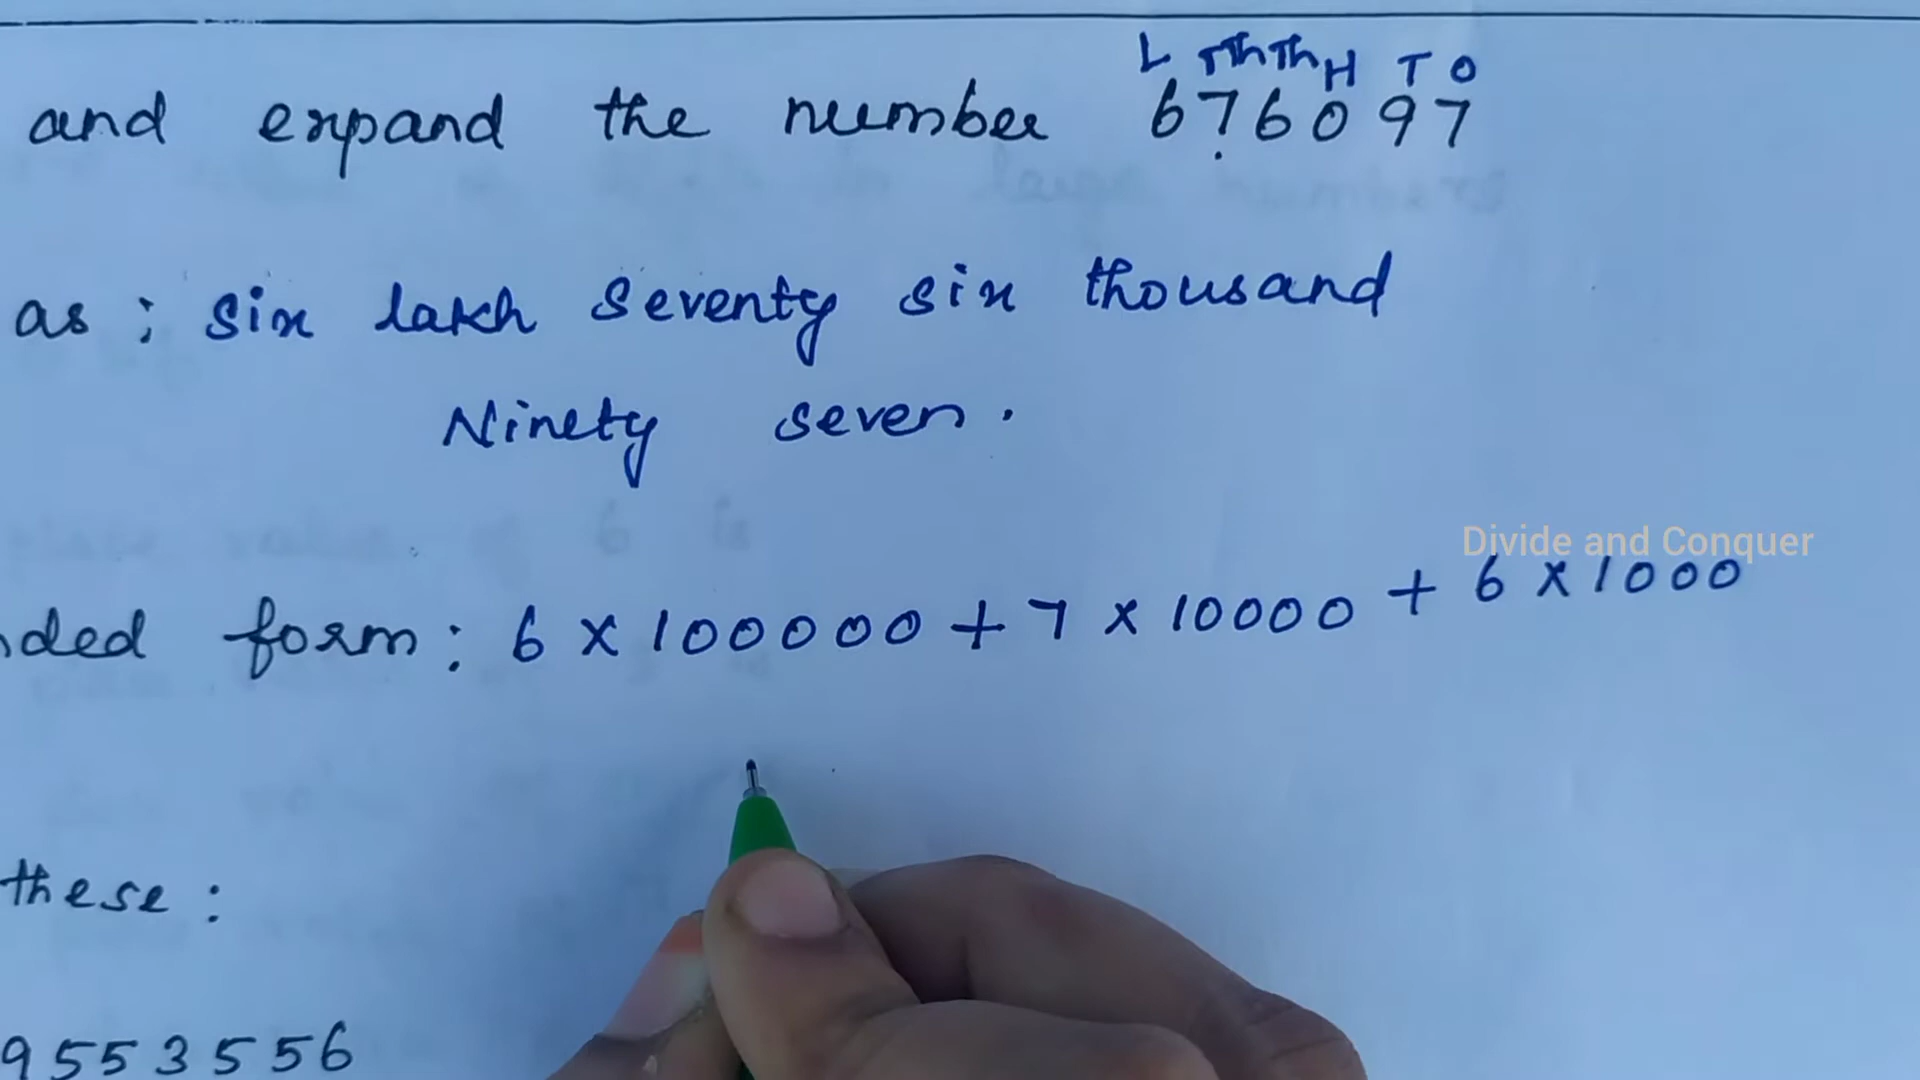 L TTh Th H T O
and expand the number 676097
as : Six lakh Seventy six thousand
Ninety seven.
Divide and Conquer
ded form : 6 × 100000 + 7 × 10000 + 6 × 1000
these :
9553556